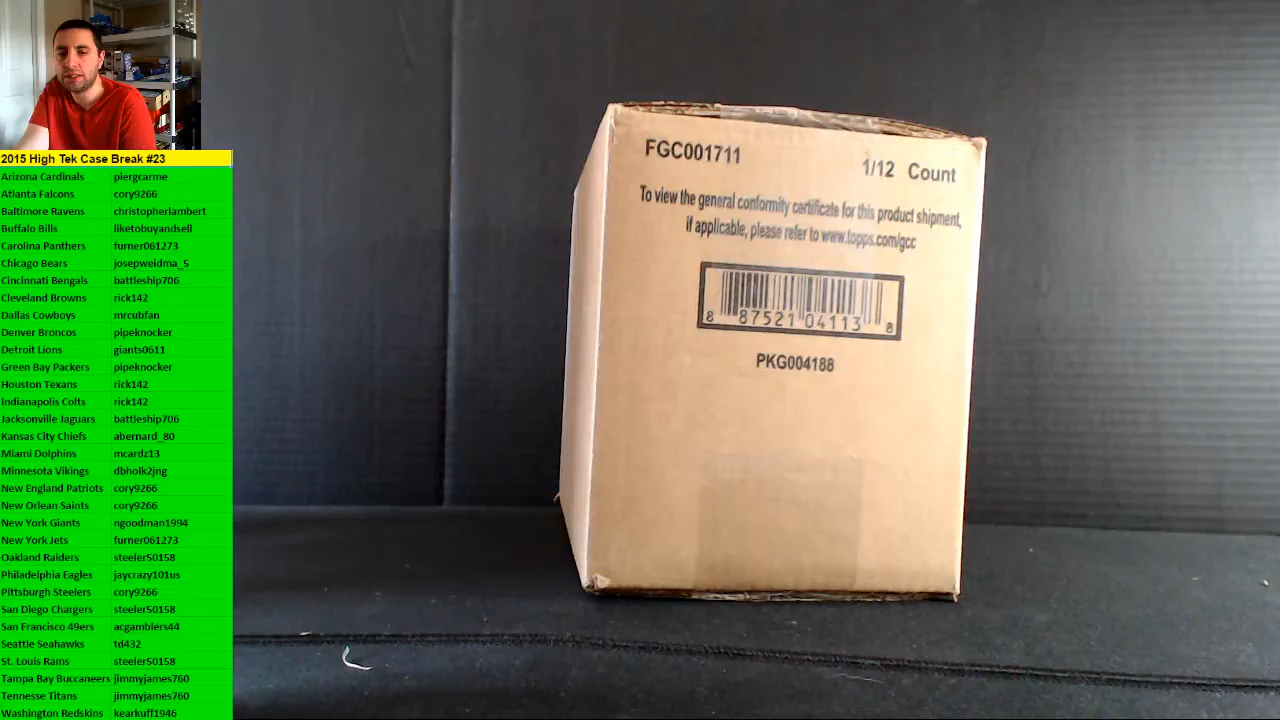 2015 High Tek Case Break #23
Arizona Cardinals piergcarme
Atlanta Falcons cory9266
Baltimore Ravens christopherlambert
Buffalo Bills liketobuyandsell
Carolina Panthers furner061273
Chicago Bears josepweidma_5
Cincinnati Bengals battleship706
Cleveland Browns rick142
Dallas Cowboys mrcubfan
Denver Broncos pipeknocker
Detroit Lions giants0611
Green Bay Packers pipeknocker
Houston Texans rick142
Indianapolis Colts rick142
Jacksonville Jaguars battleship706
Kansas City Chiefs abernard_80
Miami Dolphins mcardz13
Minnesota Vikings dbholk2jng
New England Patriots cory9266
New Orlean Saints cory9266
New York Giants ngoodman1994
New York Jets furner061273
Oakland Raiders steeler50158
Philadelphia Eagles jaycrazy101us
Pittsburgh Steelers cory9266
San Diego Chargers steeler50158
San Francisco 49ers acgamblers44
Seattle Seahawks td432
St. Louis Rams steeler50158
Tampa Bay Buccaneers jimmyjames760
Tennesse Titans jimmyjames760
Washington Redskins kearkuff1946
FGC001711 1/12 Count
To view the general conformity certificate for this product shipment,
if applicable, please refer to www.topps.com/gcc
8 87521 04113 8
PKG004188